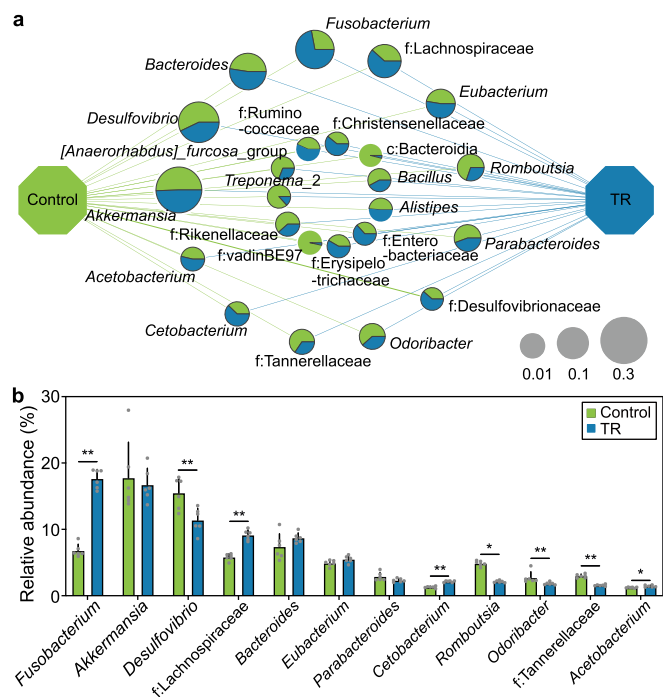 a
Fusobacterium
f:Lachnospiraceae
Bacteroides
Eubacterium
Desulfovibrio
f:Rumino
-coccaceae
f:Christensenellaceae
[Anaerorhabdus]_furcosa_group
c:Bacteroidia
Romboutsia
Treponema_2
Bacillus
Control
TR
Akkermansia
Alistipes
f:Rikenellaceae
f:Entero
-bacteriaceae
Parabacteroides
f:vadinBE97
f:Erysipelo
-trichaceae
Acetobacterium
f:Desulfovibrionaceae
Cetobacterium
Odoribacter
f:Tannerellaceae
0.01 0.1 0.3
b
Relative abundance (%)
30
20
10
0
Control
TR
**
**
**
**
*
**
**
*
Fusobacterium
Akkermansia
Desulfovibrio
f:Lachnospiraceae
Bacteroides
Eubacterium
Parabacteroides
Cetobacterium
Romboutsia
Odoribacter
f:Tannerellaceae
Acetobacterium